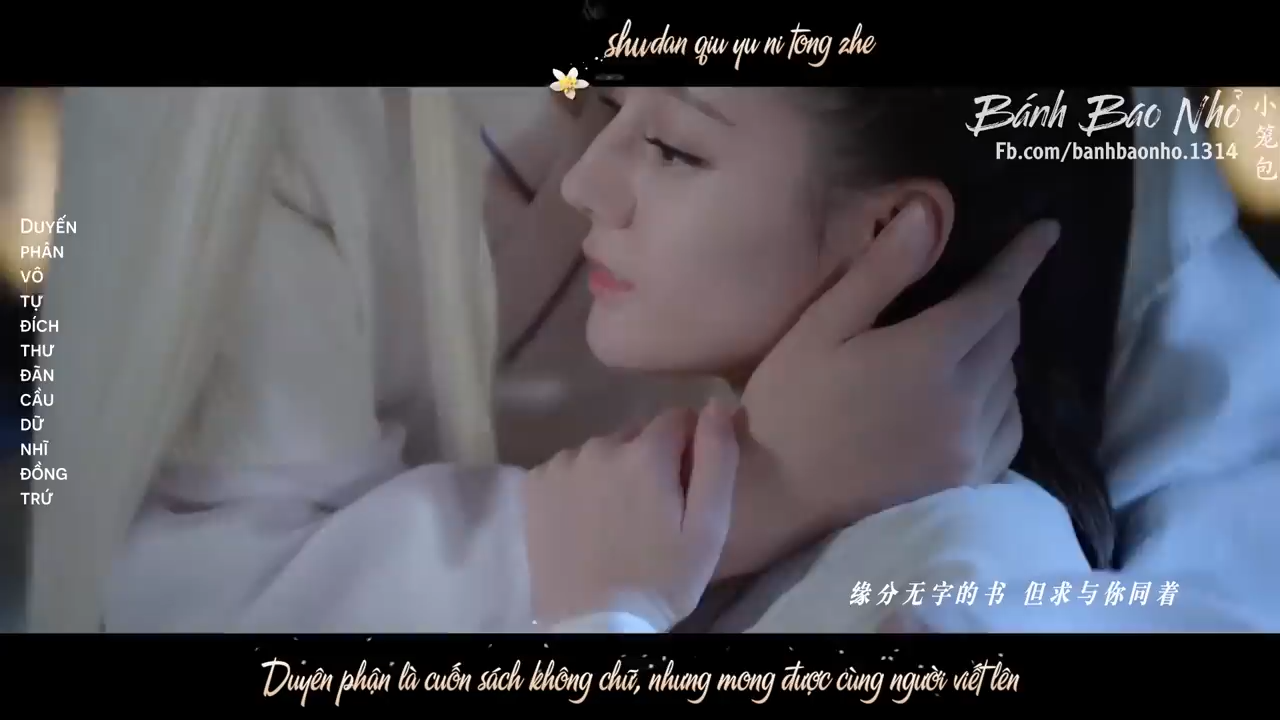 shu dan qiu yu ni tong zhe
Bánh Bao Nhỏ
Fb.com/banhbaonho.1314
小笼包
DUYẾN
PHẬN
VÔ
TỰ
ĐÍCH
THƯ
ĐÃN
CẦU
DỮ
NHĨ
ĐỒNG
TRỨ
缘分无字的书 但求与你同着
Duyên phận là cuốn sách không chữ, nhưng mong được cùng người viết lên